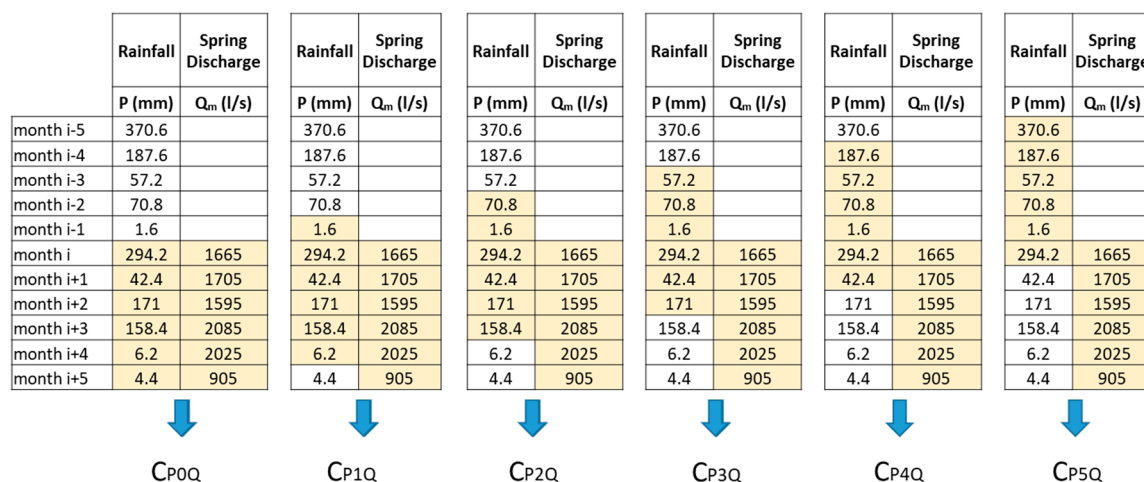 Rainfall Spring Discharge Rainfall Spring Discharge Rainfall Spring Discharge Rainfall Spring Discharge Rainfall Spring Discharge Rainfall Spring Discharge
P (mm) Qm (l/s) P (mm) Qm (l/s) P (mm) Qm (l/s) P (mm) Qm (l/s) P (mm) Qm (l/s) P (mm) Qm (l/s)
month i-5 370.6 370.6 370.6 370.6 370.6 370.6
month i-4 187.6 187.6 187.6 187.6 187.6 187.6
month i-3 57.2 57.2 57.2 57.2 57.2 57.2
month i-2 70.8 70.8 70.8 70.8 70.8 70.8
month i-1 1.6 1.6 1.6 1.6 1.6 1.6
month i 294.2 1665 294.2 1665 294.2 1665 294.2 1665 294.2 1665 294.2 1665
month i+1 42.4 1705 42.4 1705 42.4 1705 42.4 1705 42.4 1705 42.4 1705
month i+2 171 1595 171 1595 171 1595 171 1595 171 1595 171 1595
month i+3 158.4 2085 158.4 2085 158.4 2085 158.4 2085 158.4 2085 158.4 2085
month i+4 6.2 2025 6.2 2025 6.2 2025 6.2 2025 6.2 2025 6.2 2025
month i+5 4.4 905 4.4 905 4.4 905 4.4 905 4.4 905 4.4 905
CP0Q CP1Q CP2Q CP3Q CP4Q CP5Q